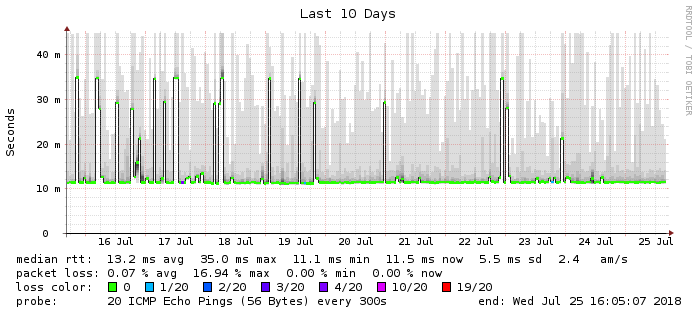 Last 10 Days
RRDTOOL / TOBI OETIKER
Seconds
40 m
30 m
20 m
10 m
0
16 Jul 17 Jul 18 Jul 19 Jul 20 Jul 21 Jul 22 Jul 23 Jul 24 Jul 25 Jul
median rtt: 13.2 ms avg 35.0 ms max 11.1 ms min 11.5 ms now 5.5 ms sd 2.4 am/s
packet loss: 0.07 % avg 16.94 % max 0.00 % min 0.00 % now
loss color: 0 1/20 2/20 3/20 4/20 10/20 19/20
probe: 20 ICMP Echo Pings (56 Bytes) every 300s end: Wed Jul 25 16:05:07 2018